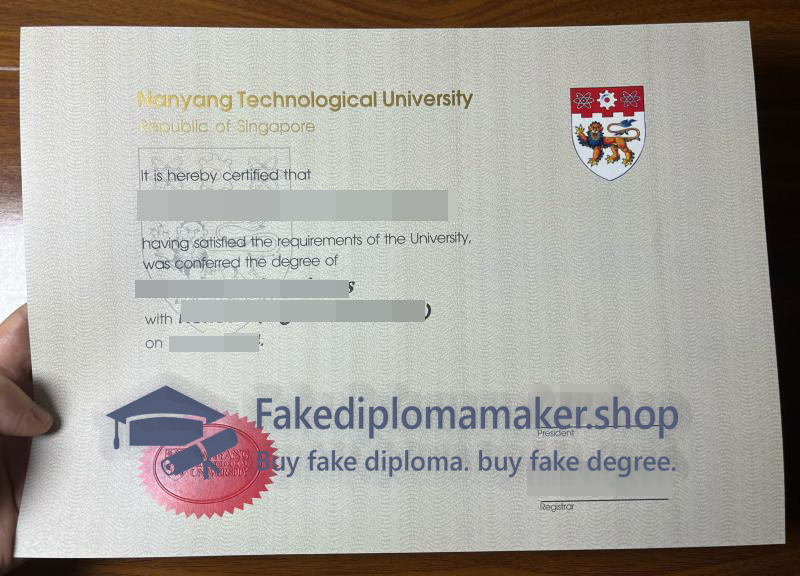 Nanyang Technological University
Republic of Singapore
It is hereby certified that
having satisfied the requirements of the University,
was conferred the degree of
with
on
Fakediplomamaker.shop
President
Buy fake diploma. buy fake degree.
Registrar